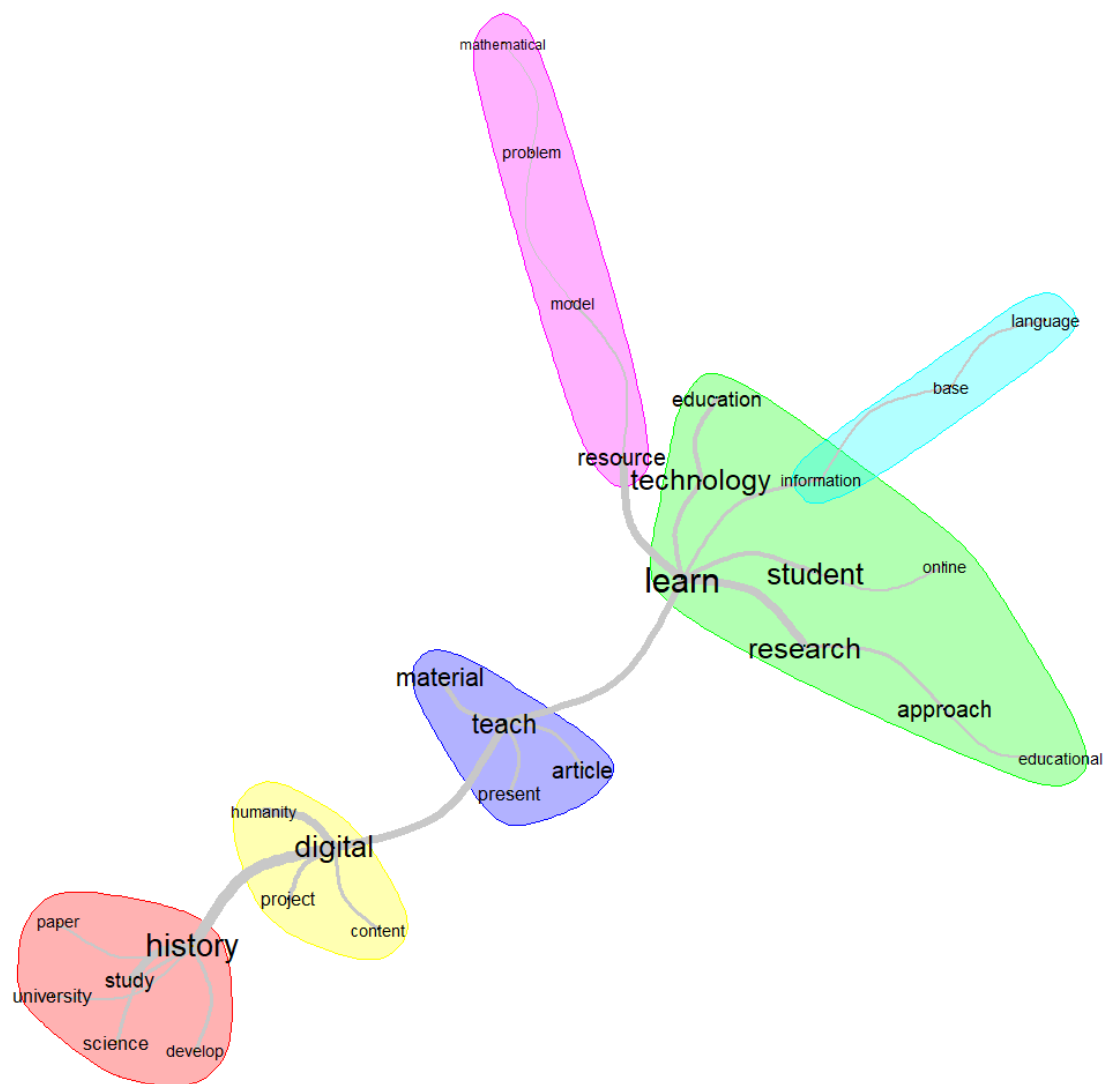 mathematical
problem
model
language
base
education
resource
technology
information
student
online
learn
research
approach
educational
material
teach
article
present
humanity
digital
project
content
paper
history
study
university
science
develop